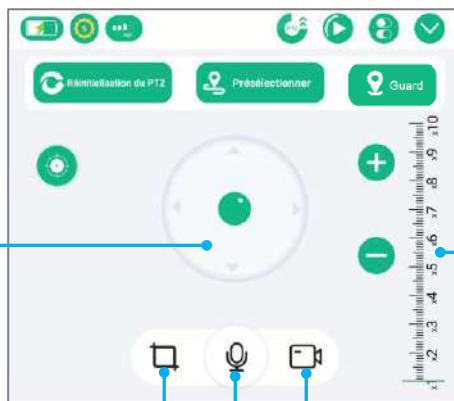 Réinitialisation du PTZ
Présélectionner
Guard
x10
x9
x8
x7
x6
x5
x4
x3
x2
x1